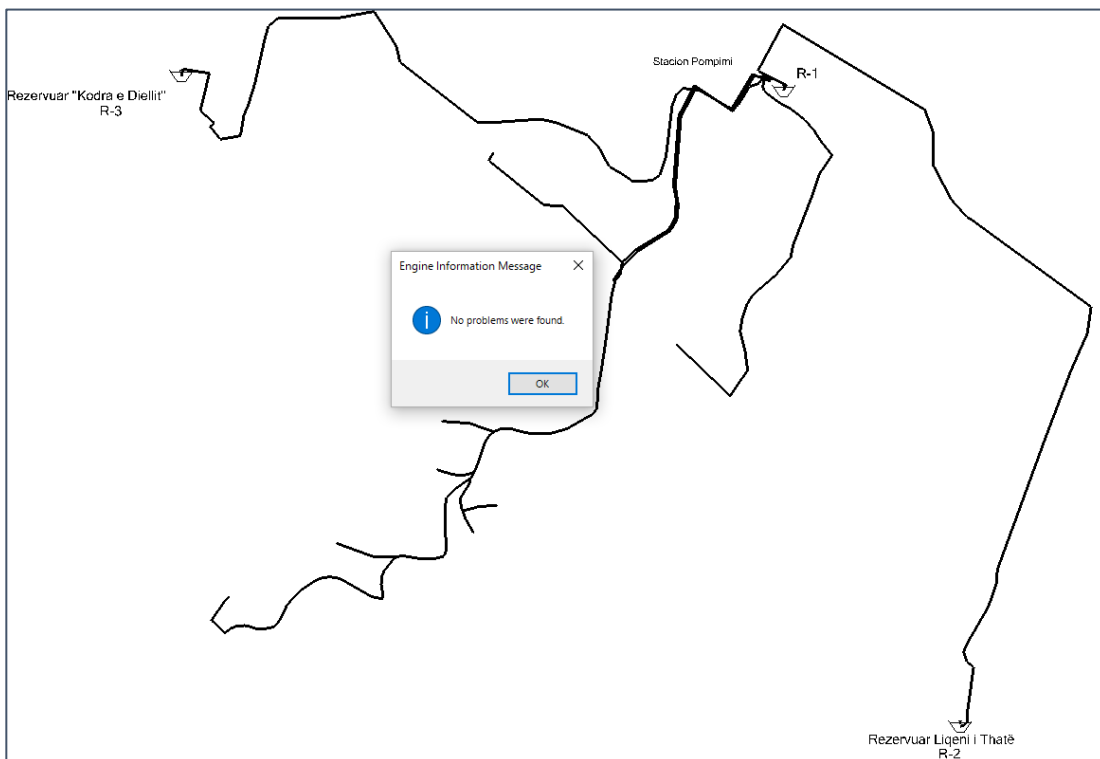 Stacion Pompimi
R-1
Rezervuar "Kodra e Diellit"
R-3
Engine Information Message
No problems were found.
OK
Rezervuar Liqeni i Thatë
R-2